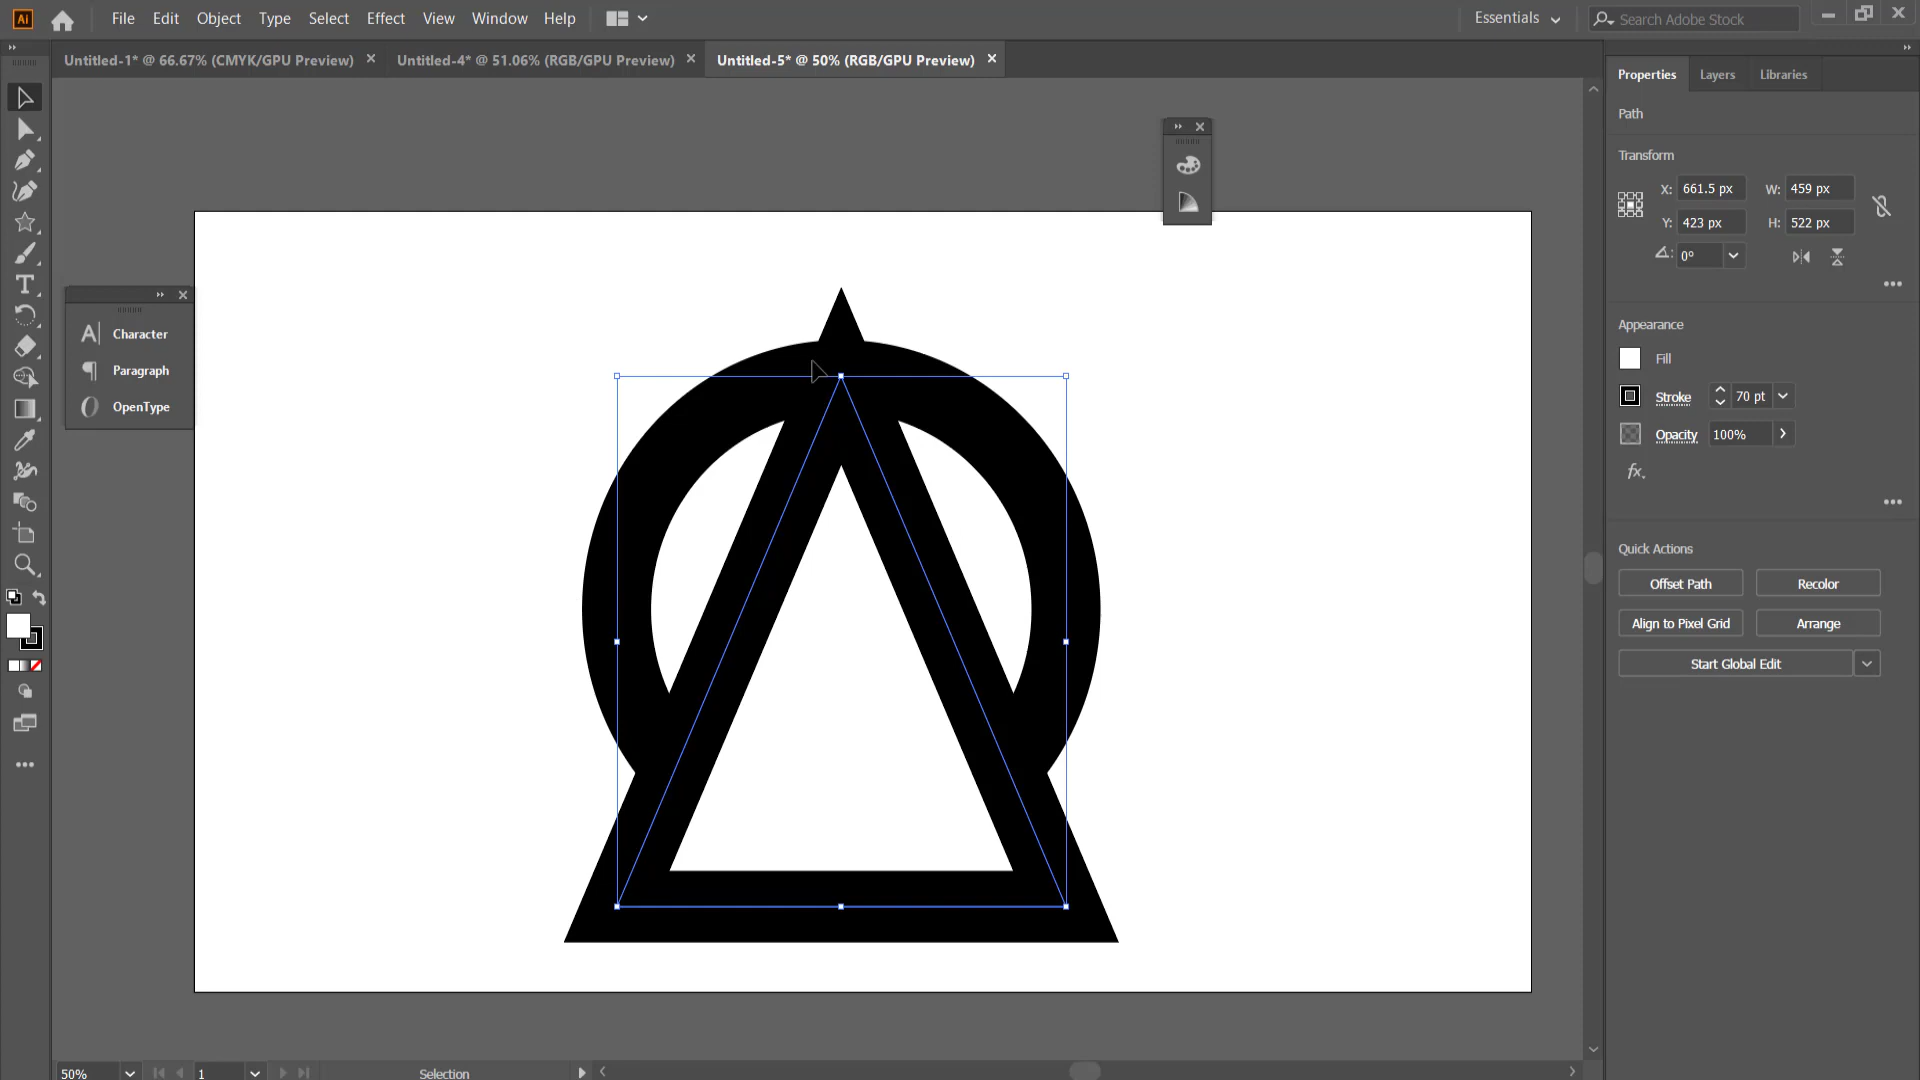 Ai File Edit Object Type Select Effect View Window Help Essentials Search Adobe Stock
Untitled-1* @ 66.67% (CMYK/GPU Preview) Untitled-4* @ 51.06% (RGB/GPU Preview) Untitled-5* @ 50% (RGB/GPU Preview)
Properties Layers Libraries
Path
Transform
X: 661.5 px W: 459 px
Y: 423 px H: 522 px
0°
Appearance
Fill
Stroke 70 pt
Opacity 100%
fx.
Quick Actions
Offset Path Recolor
Align to Pixel Grid Arrange
Start Global Edit
Character
Paragraph
OpenType
50% 1 Selection